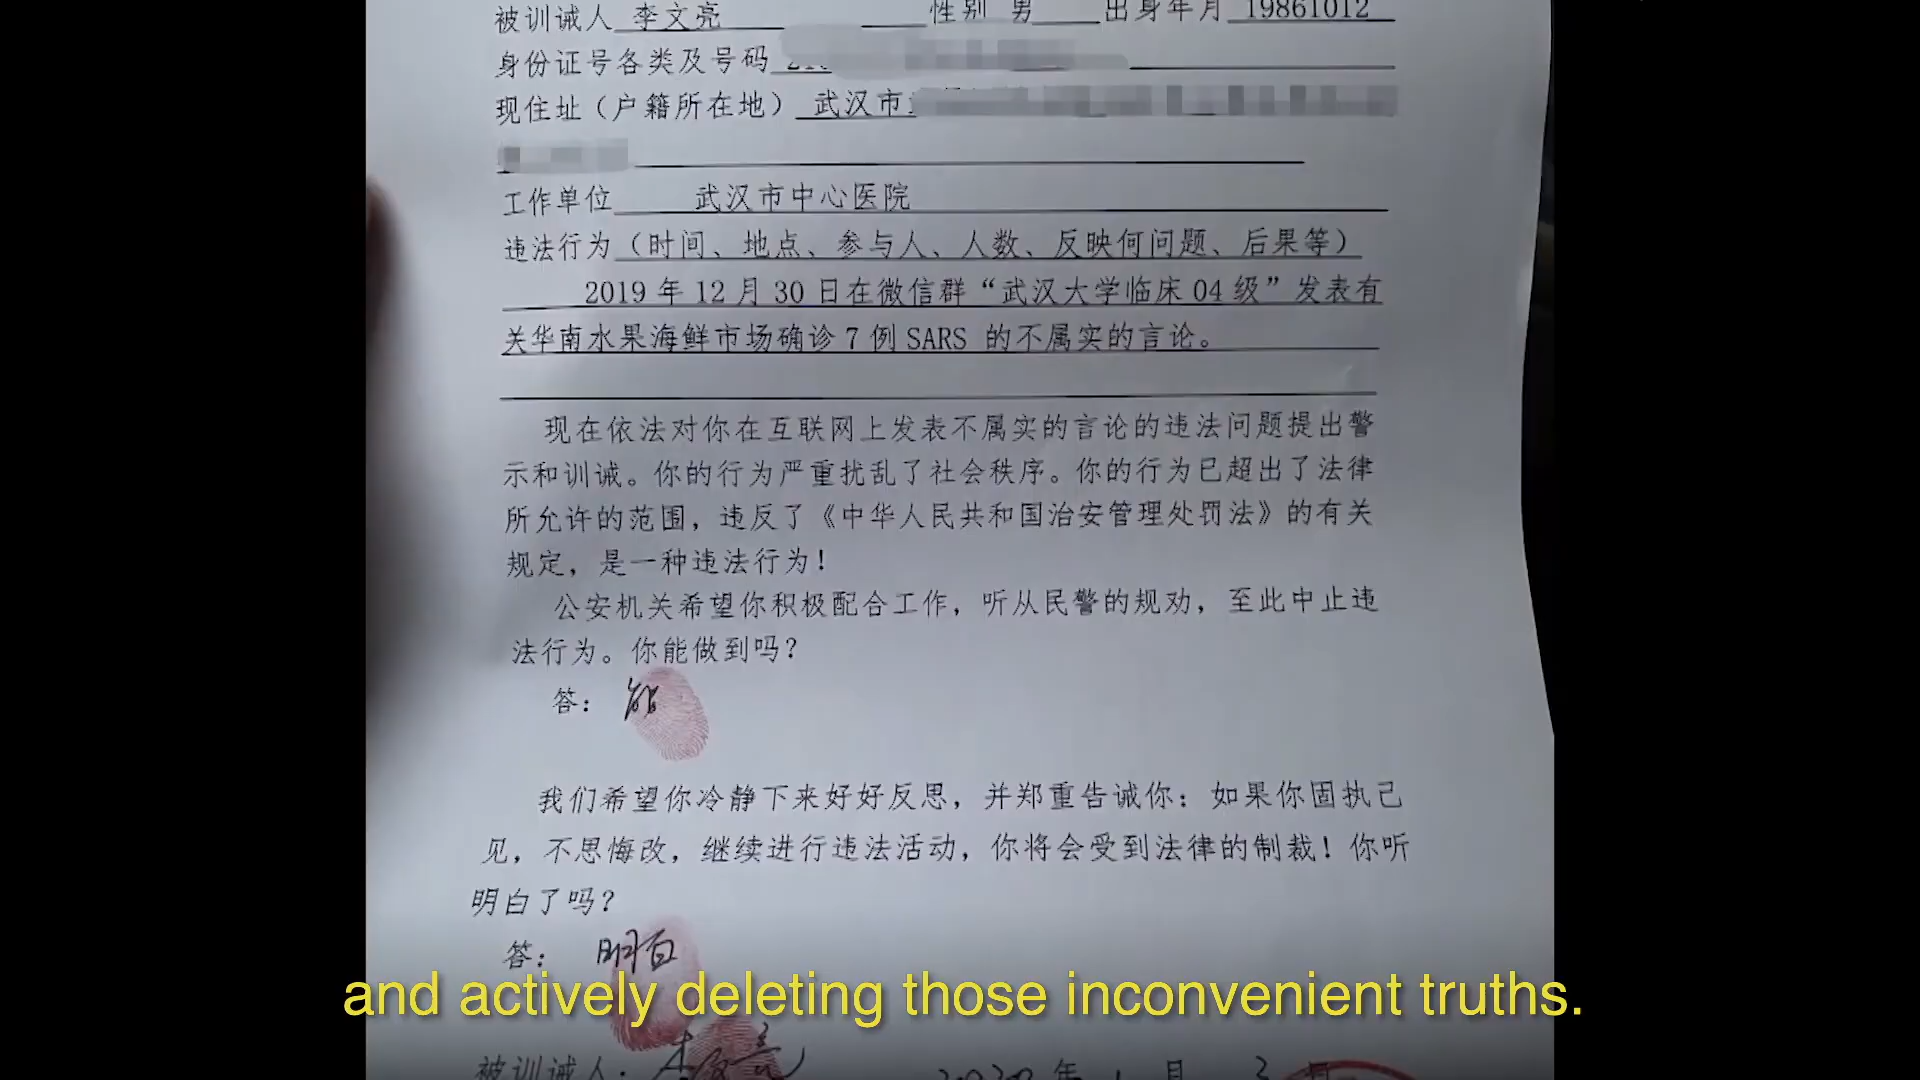 被训诫人 李文亮 性别 男 出身年月 19861012
身份证号各类及号码
现住址（户籍所在地） 武汉市
工作单位 武汉市中心医院
违法行为（时间、地点、参与人、人数、反映何问题、后果等）
2019 年 12 月 30 日在微信群“武汉大学临床 04 级”发表有
关华南水果海鲜市场确诊 7 例 SARS 的不属实的言论。
现在依法对你在互联网上发表不属实的言论的违法问题提出警
示和训诫。你的行为严重扰乱了社会秩序。你的行为已超出了法律
所允许的范围，违反了《中华人民共和国治安管理处罚法》的有关
规定，是一种违法行为！
公安机关希望你积极配合工作，听从民警的规劝，至此中止违
法行为。你能做到吗？
答： 能
我们希望你冷静下来好好反思，并郑重告诫你：如果你固执己
见，不思悔改，继续进行违法活动，你将会受到法律的制裁！你听
明白了吗？
答： 明白
and actively deleting those inconvenient truths.
被训诫人： 李文亮 2020 年 1 月 3 日